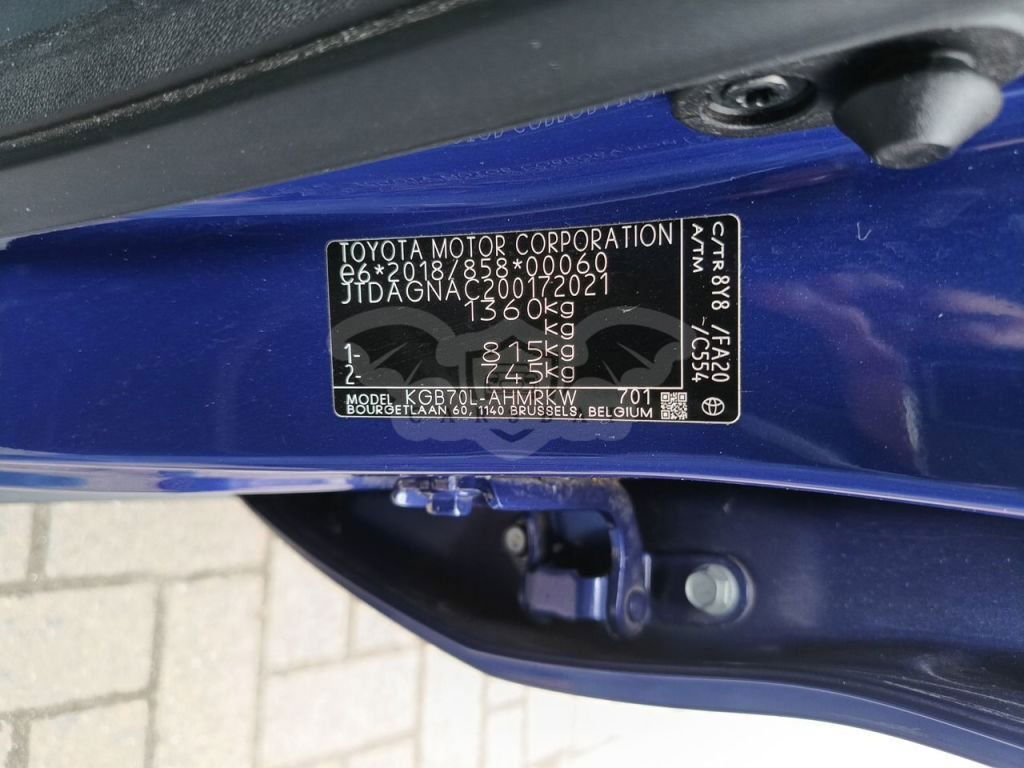 TOYOTA MOTOR CORPORATION
e6*2018/858*00060
JTDAGNAC200172021
1360kg
kg
1- 815kg
2- 745kg
MODEL KGB70L-AHMRKW 701
BOURGETLAAN 60, 1140 BRUSSELS, BELGIUM
C/TR 8Y8 /FA20
A/TM /C554